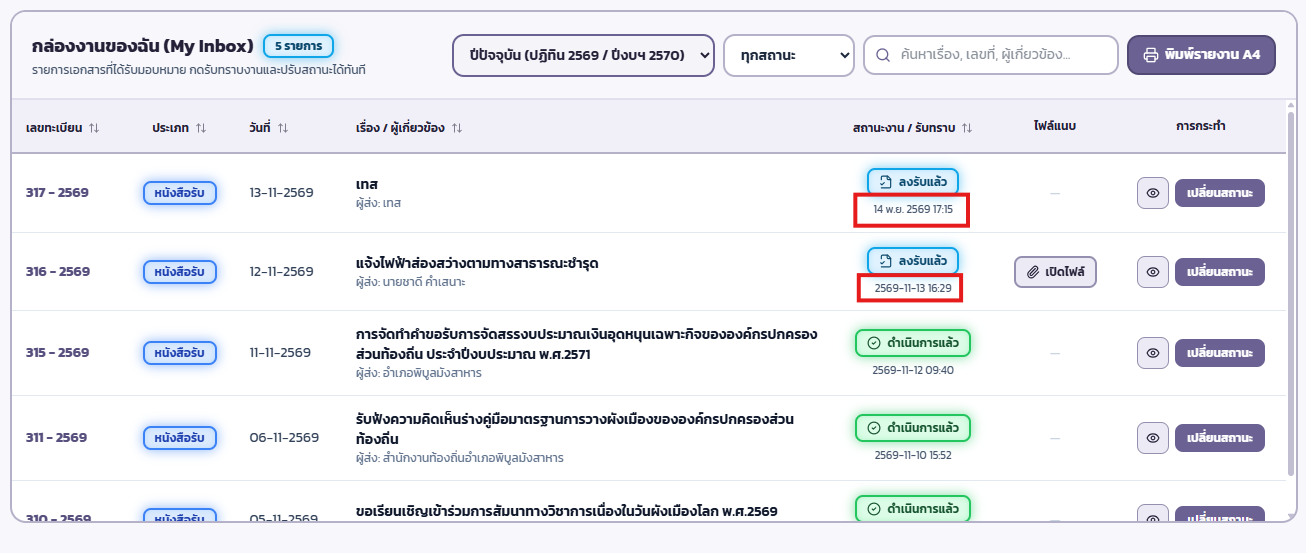 กล่องงานของฉัน (My Inbox) 5 รายการ
รายการเอกสารที่ได้รับมอบหมาย กดรับทราบงานและปรับสถานะได้ทันที
ปีปัจจุบัน (ปฏิทิน 2569 / ปีงบฯ 2570)
ทุกสถานะ
ค้นหาเรื่อง, เลขที่, ผู้เกี่ยวข้อง...
พิมพ์รายงาน A4
เลขทะเบียน ประเภท วันที่ เรื่อง / ผู้เกี่ยวข้อง สถานะงาน / รับทราบ ไฟล์แนบ การกระทำ
317 - 2569 หนังสือรับ 13-11-2569
เทส
ผู้ส่ง: เทส
ลงรับแล้ว
14 พ.ย. 2569 17:15
— เปลี่ยนสถานะ
316 - 2569 หนังสือรับ 12-11-2569
แจ้งไฟฟ้าส่องสว่างตามทางสาธารณะชำรุด
ผู้ส่ง: นายชาดี คำเสนาะ
ลงรับแล้ว
2569-11-13 16:29
เปิดไฟล์ เปลี่ยนสถานะ
315 - 2569 หนังสือรับ 11-11-2569
การจัดทำคำขอรับการจัดสรรงบประมาณเงินอุดหนุนเฉพาะกิจขององค์กรปกครอง
ส่วนท้องถิ่น ประจำปีงบประมาณ พ.ศ.2571
ผู้ส่ง: อำเภอพิบูลมังสาหาร
ดำเนินการแล้ว
2569-11-12 09:40
— เปลี่ยนสถานะ
311 - 2569 หนังสือรับ 06-11-2569
รับฟังความคิดเห็นร่างคู่มือมาตรฐานการวางผังเมืองขององค์กรปกครองส่วน
ท้องถิ่น
ผู้ส่ง: สำนักงานท้องถิ่นอำเภอพิบูลมังสาหาร
ดำเนินการแล้ว
2569-11-10 15:52
— เปลี่ยนสถานะ
310 - 2569 หนังสือรับ 05-11-2569
ขอเรียนเชิญเข้าร่วมการสัมมนาทางวิชาการเนื่องในวันผังเมืองโลก พ.ศ.2569
ดำเนินการแล้ว
— เปลี่ยนสถานะ